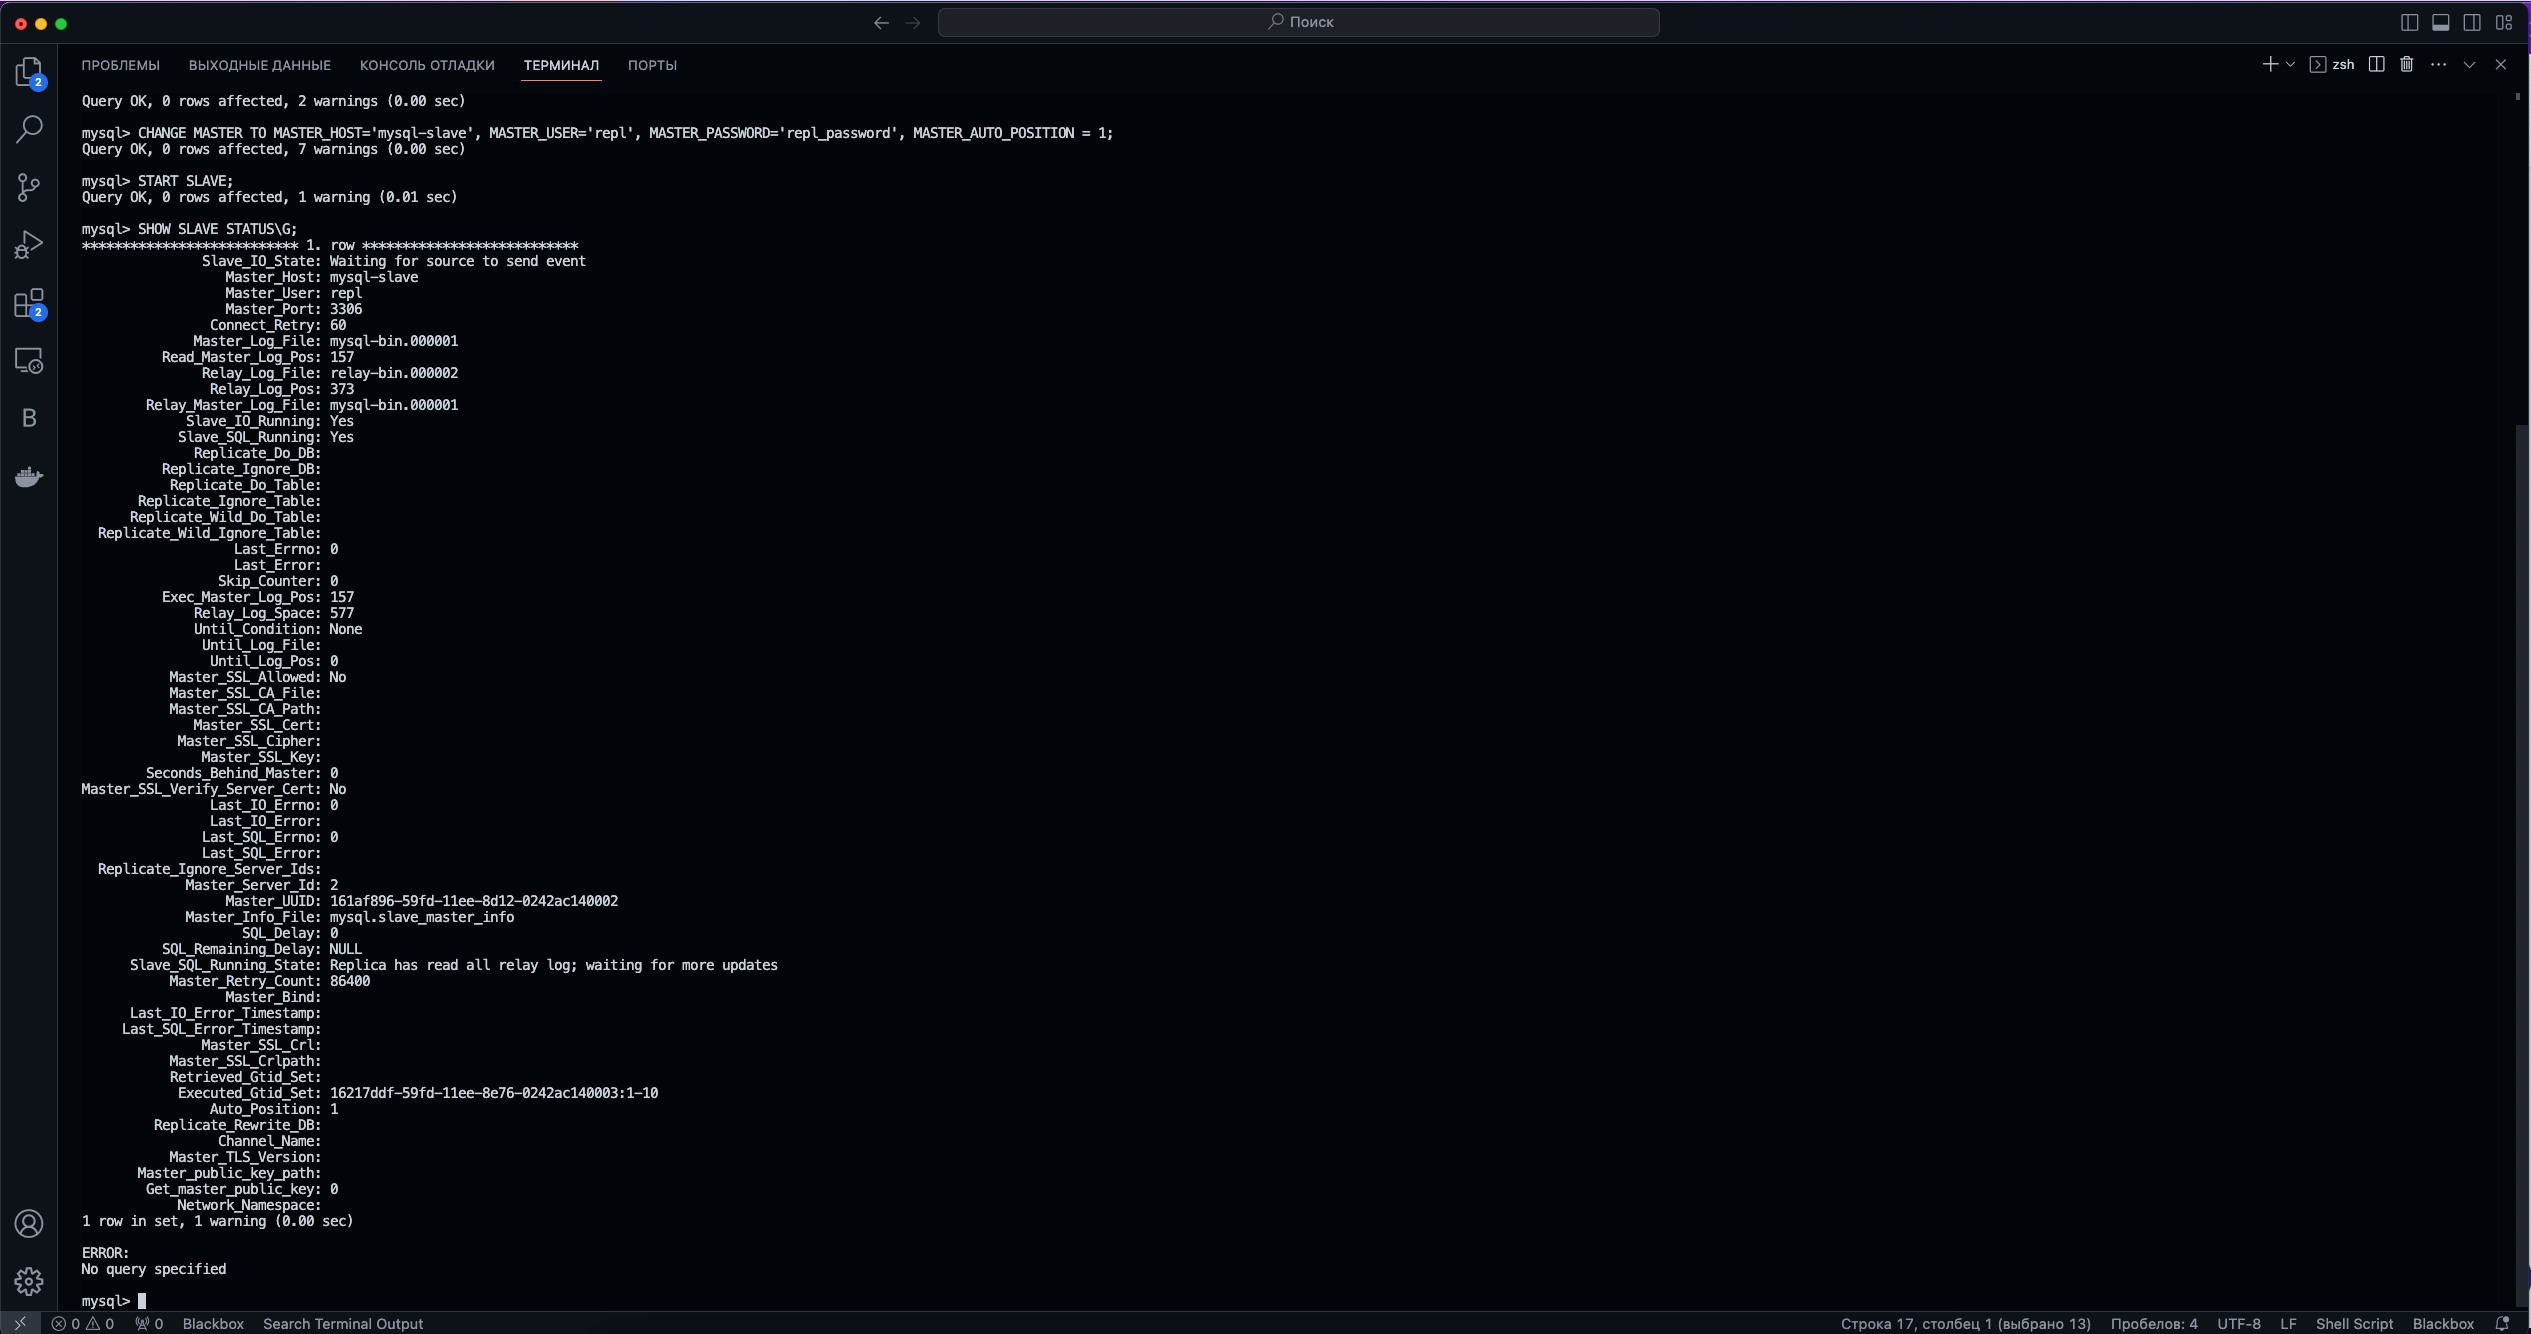 Поиск
ПРОБЛЕМЫ ВЫХОДНЫЕ ДАННЫЕ КОНСОЛЬ ОТЛАДКИ ТЕРМИНАЛ ПОРТЫ
zsh
2
2
B
Query OK, 0 rows affected, 2 warnings (0.00 sec)
mysql> CHANGE MASTER TO MASTER_HOST='mysql-slave', MASTER_USER='repl', MASTER_PASSWORD='repl_password', MASTER_AUTO_POSITION = 1;
Query OK, 0 rows affected, 7 warnings (0.00 sec)
mysql> START SLAVE;
Query OK, 0 rows affected, 1 warning (0.01 sec)
mysql> SHOW SLAVE STATUS\G;
*************************** 1. row ***************************
Slave_IO_State: Waiting for source to send event
Master_Host: mysql-slave
Master_User: repl
Master_Port: 3306
Connect_Retry: 60
Master_Log_File: mysql-bin.000001
Read_Master_Log_Pos: 157
Relay_Log_File: relay-bin.000002
Relay_Log_Pos: 373
Relay_Master_Log_File: mysql-bin.000001
Slave_IO_Running: Yes
Slave_SQL_Running: Yes
Replicate_Do_DB:
Replicate_Ignore_DB:
Replicate_Do_Table:
Replicate_Ignore_Table:
Replicate_Wild_Do_Table:
Replicate_Wild_Ignore_Table:
Last_Errno: 0
Last_Error:
Skip_Counter: 0
Exec_Master_Log_Pos: 157
Relay_Log_Space: 577
Until_Condition: None
Until_Log_File:
Until_Log_Pos: 0
Master_SSL_Allowed: No
Master_SSL_CA_File:
Master_SSL_CA_Path:
Master_SSL_Cert:
Master_SSL_Cipher:
Master_SSL_Key:
Seconds_Behind_Master: 0
Master_SSL_Verify_Server_Cert: No
Last_IO_Errno: 0
Last_IO_Error:
Last_SQL_Errno: 0
Last_SQL_Error:
Replicate_Ignore_Server_Ids:
Master_Server_Id: 2
Master_UUID: 161af896-59fd-11ee-8d12-0242ac140002
Master_Info_File: mysql.slave_master_info
SQL_Delay: 0
SQL_Remaining_Delay: NULL
Slave_SQL_Running_State: Replica has read all relay log; waiting for more updates
Master_Retry_Count: 86400
Master_Bind:
Last_IO_Error_Timestamp:
Last_SQL_Error_Timestamp:
Master_SSL_Crl:
Master_SSL_Crlpath:
Retrieved_Gtid_Set:
Executed_Gtid_Set: 16217ddf-59fd-11ee-8e76-0242ac140003:1-10
Auto_Position: 1
Replicate_Rewrite_DB:
Channel_Name:
Master_TLS_Version:
Master_public_key_path:
Get_master_public_key: 0
Network_Namespace:
1 row in set, 1 warning (0.00 sec)
ERROR:
No query specified
mysql>
0 0 0 Blackbox Search Terminal Output Строка 17, столбец 1 (выбрано 13) Пробелов: 4 UTF-8 LF Shell Script Blackbox